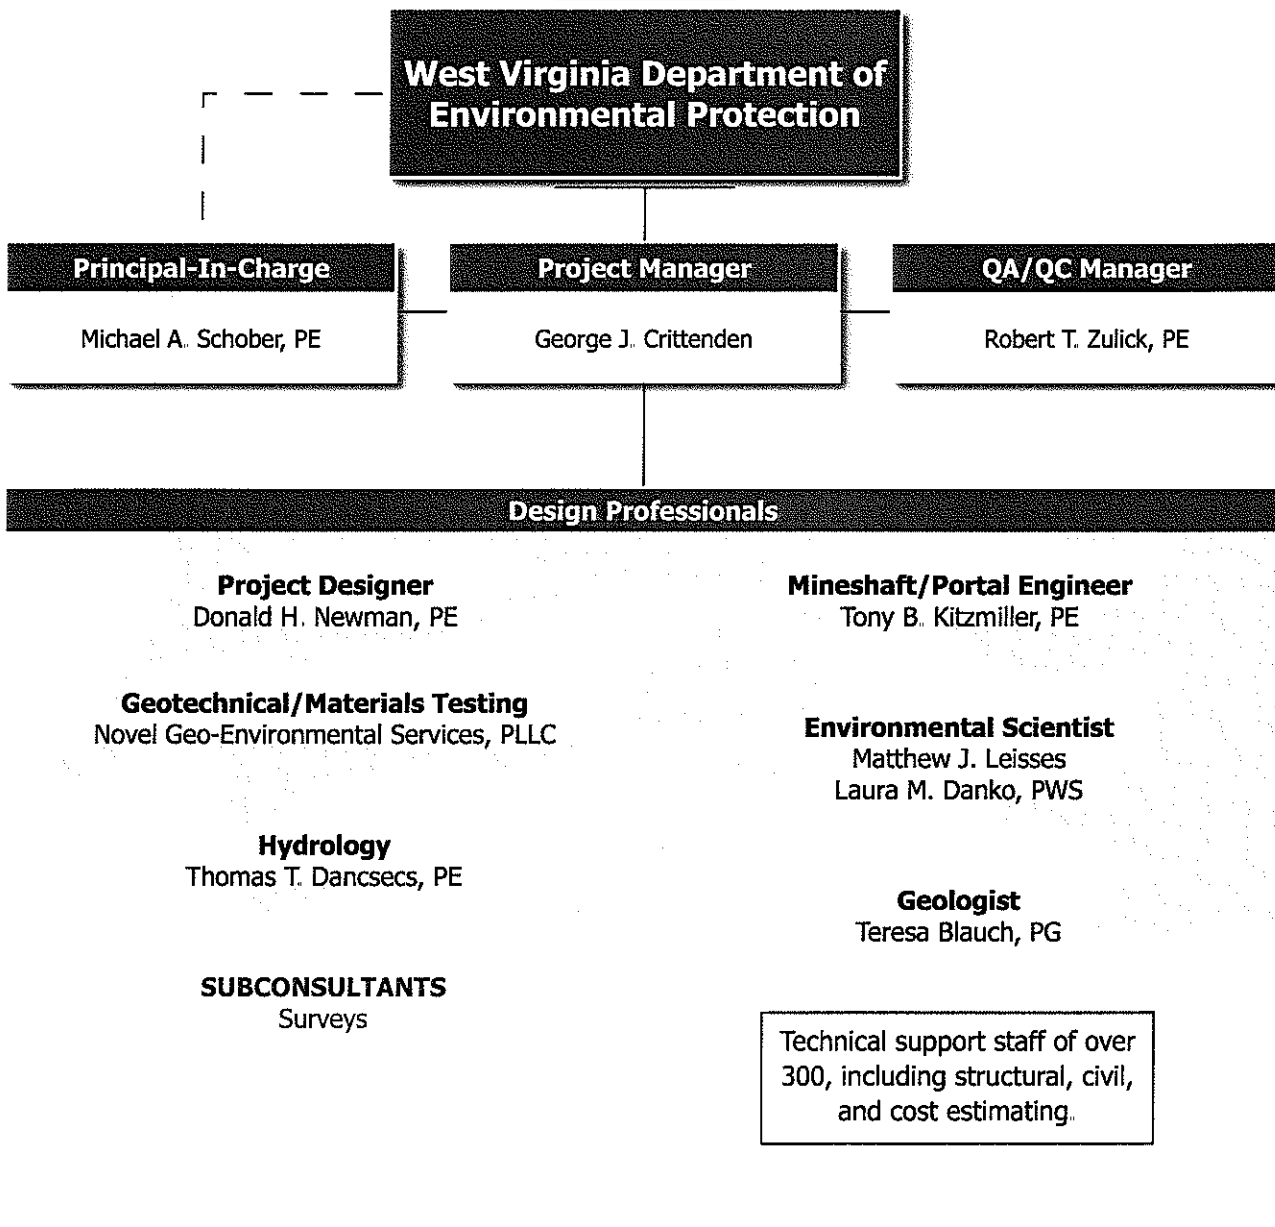 West Virginia Department of
Environmental Protection
Principal-In-Charge
Michael A. Schober, PE
Project Manager
George J. Crittenden
QA/QC Manager
Robert T. Zulick, PE
Design Professionals
Project Designer
Donald H. Newman, PE
Geotechnical/Materials Testing
Novel Geo-Environmental Services, PLLC
Hydrology
Thomas T. Dancsecs, PE
SUBCONSULTANTS
Surveys
Mineshaft/Portal Engineer
Tony B. Kitzmiller, PE
Environmental Scientist
Matthew J. Leisses
Laura M. Danko, PWS
Geologist
Teresa Blauch, PG
Technical support staff of over
300, including structural, civil,
and cost estimating.